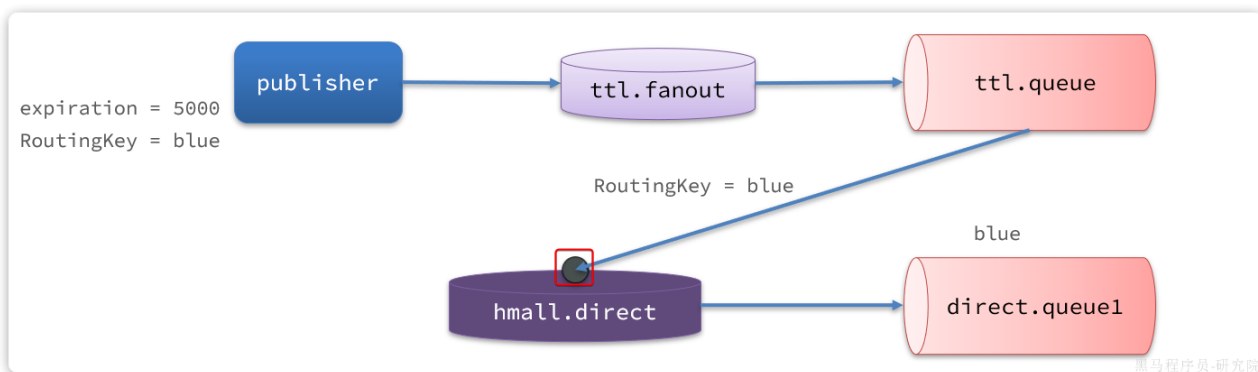 publisher
ttl.fanout
ttl.queue
expiration = 5000
RoutingKey = blue
RoutingKey = blue
blue
hmall.direct
direct.queue1
黑马程序员-研究院